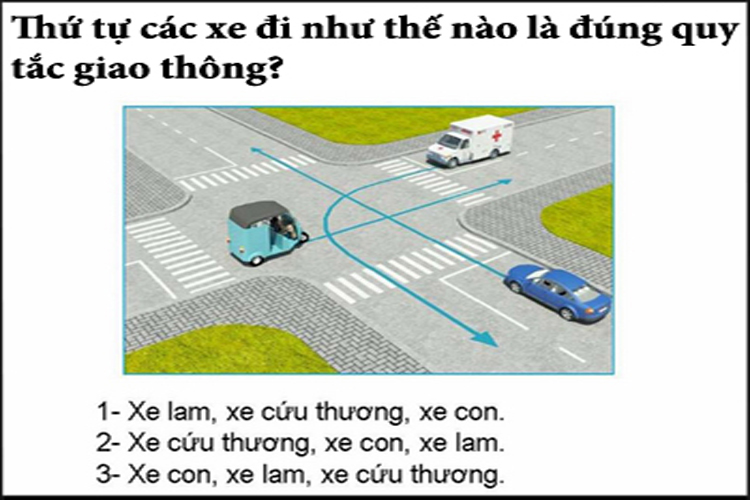 Thứ tự các xe đi như thế nào là đúng quy
tắc giao thông?
1- Xe lam, xe cứu thương, xe con.
2- Xe cứu thương, xe con, xe lam.
3- Xe con, xe lam, xe cứu thương.